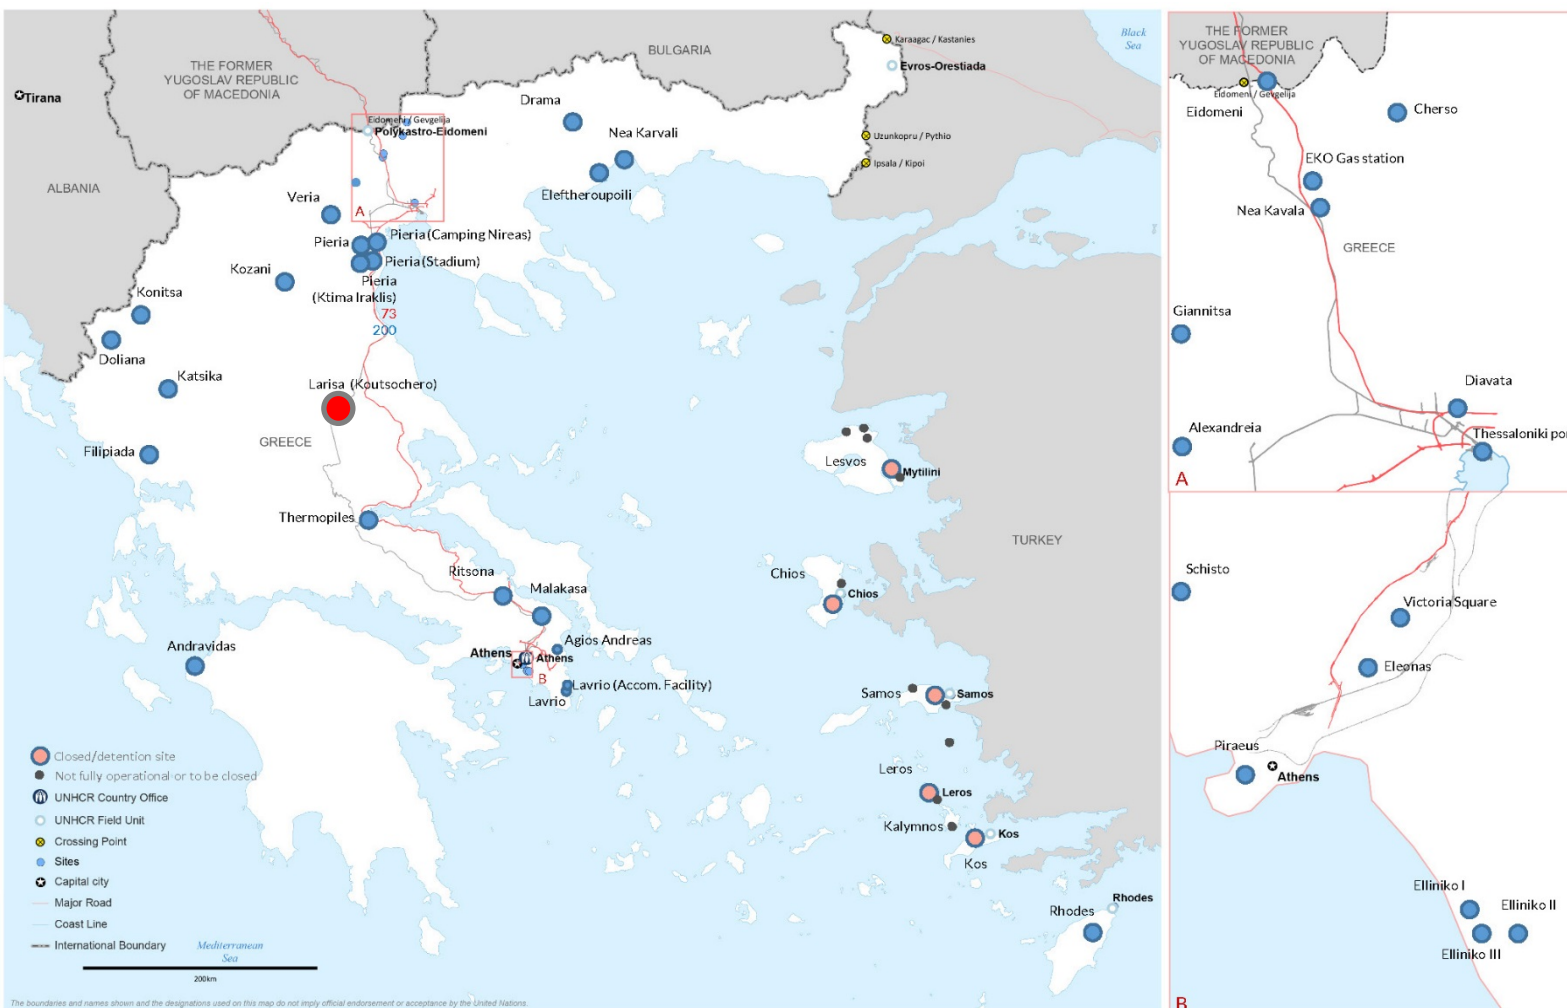 BULGARIA
Black
Sea
Karaagac / Kastanies
Evros-Orestiada
THE FORMER
YUGOSLAV REPUBLIC
OF MACEDONIA
Tirana
Drama
Eidomeni / Gevgelija
Polykastro-Eidomeni
Nea Karvali
Uzunkopru / Pythio
Ipsala / Kipoi
ALBANIA
Veria
A
Eleftheroupoili
Pieria
Pieria (Camping Nireas)
Pieria (Stadium)
Kozani
Pieria
(Ktima Iraklis)
73
200
Konitsa
Doliana
Katsika
Larisa (Koutsochero)
GREECE
Filipiada
Lesvos
Mytilini
Thermopiles
TURKEY
Chios
Chios
Ritsona
Malakasa
Andravidas
Agios Andreas
Athens
Athens
B
Lavrio (Accom. Facility)
Lavrio
Samos
Samos
Leros
Leros
Kalymnos
Kos
Kos
Rhodes
Rhodes
Closed/detention site
Not fully operational or to be closed
UNHCR Country Office
UNHCR Field Unit
Crossing Point
Sites
Capital city
Major Road
Coast Line
International Boundary
Mediterranean
Sea
200km
The boundaries and names shown and the designations used on this map do not imply official endorsement or acceptance by the United Nations.
THE FORMER
YUGOSLAV REPUBLIC
OF MACEDONIA
Eidomeni / Gevgelija
Eidomeni
Cherso
EKO Gas station
Nea Kavala
GREECE
Giannitsa
Diavata
Alexandreia
Thessaloniki por
A
Schisto
Victoria Square
Eleonas
Piraeus
Athens
Elliniko I
Elliniko II
Elliniko III
B